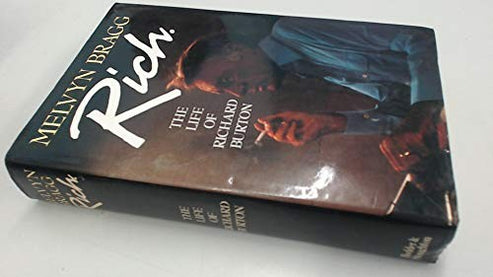 MELVYN BRAGG
Rich.
THE
LIFE
OF
RICHARD
BURTON
MELVYN
BRAGG
Rich.
THE
LIFE
OF
RICHARD
BURTON